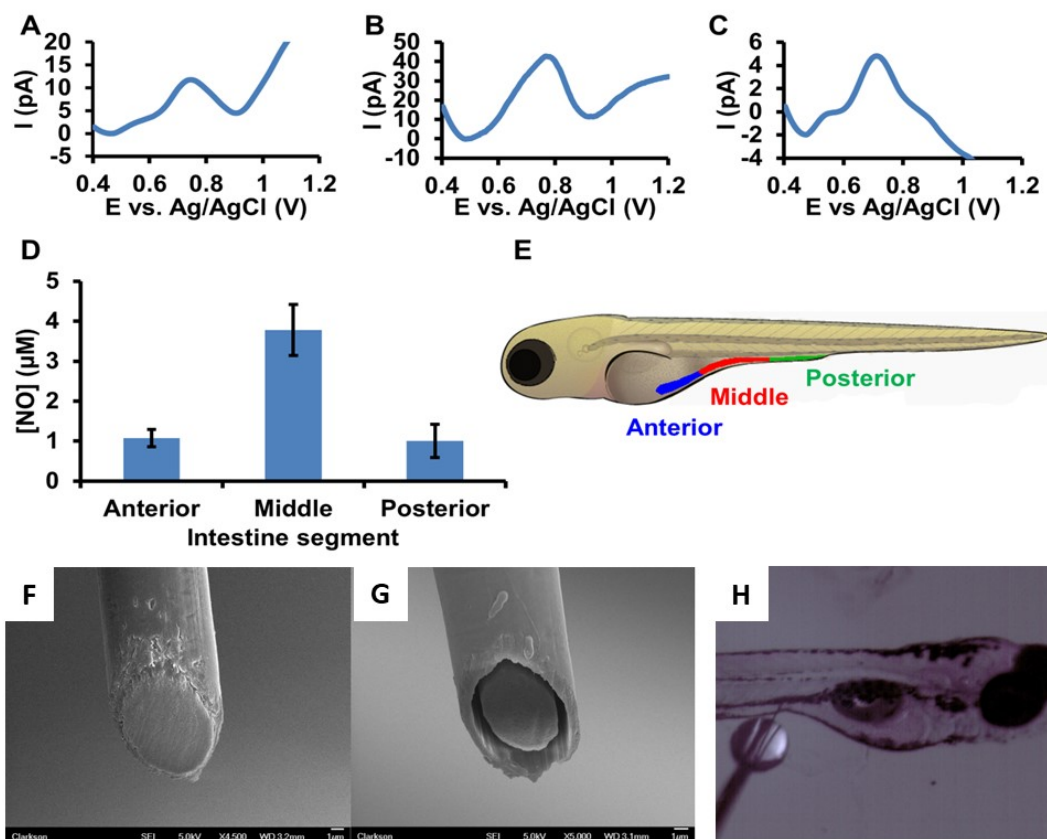 A
20
15
10
5
0
-5
I (pA)
0.4 0.6 0.8 1 1.2
E vs. Ag/AgCl (V)
B
50
40
30
20
10
0
-10
I (pA)
0.4 0.6 0.8 1 1.2
E vs. Ag/AgCl (V)
C
6
4
2
0
-2
-4
I (pA)
0.4 0.6 0.8 1 1.2
E vs Ag/AgCl (V)
D
5
4
3
2
1
0
[NO] (µM)
Anterior Middle Posterior
Intestine segment
E
Posterior
Middle
Anterior
F
Clarkson SEI 5.0kV X4,500 WD 3.2mm 1µm
G
Clarkson SEI 5.0kV X5,000 WD 3.1mm 1µm
H